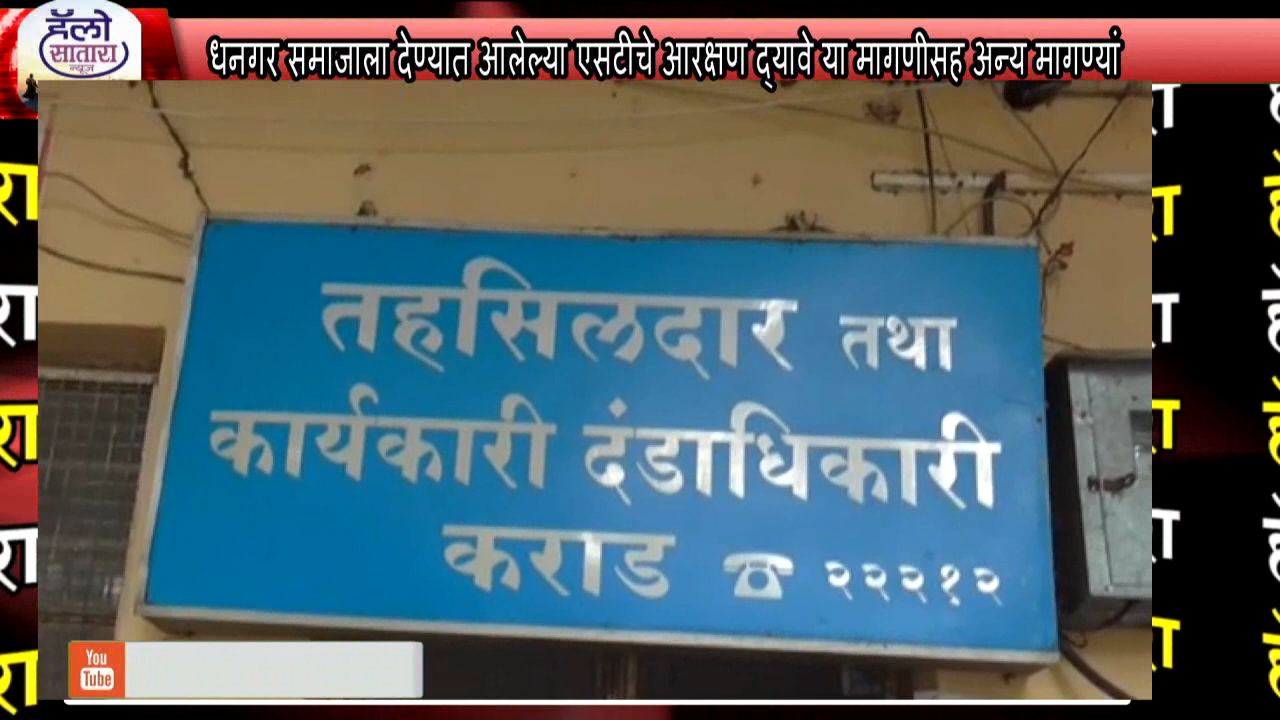 हॅलो
सातारा
न्यूज
धनगर समाजाला देण्यात आलेल्या एसटीचे आरक्षण द्यावे या मागणीसह अन्य मागण्यां
तहसिलदार तथा
कार्यकारी दंडाधिकारी
कराड ☎ २२२१२
You
Tube